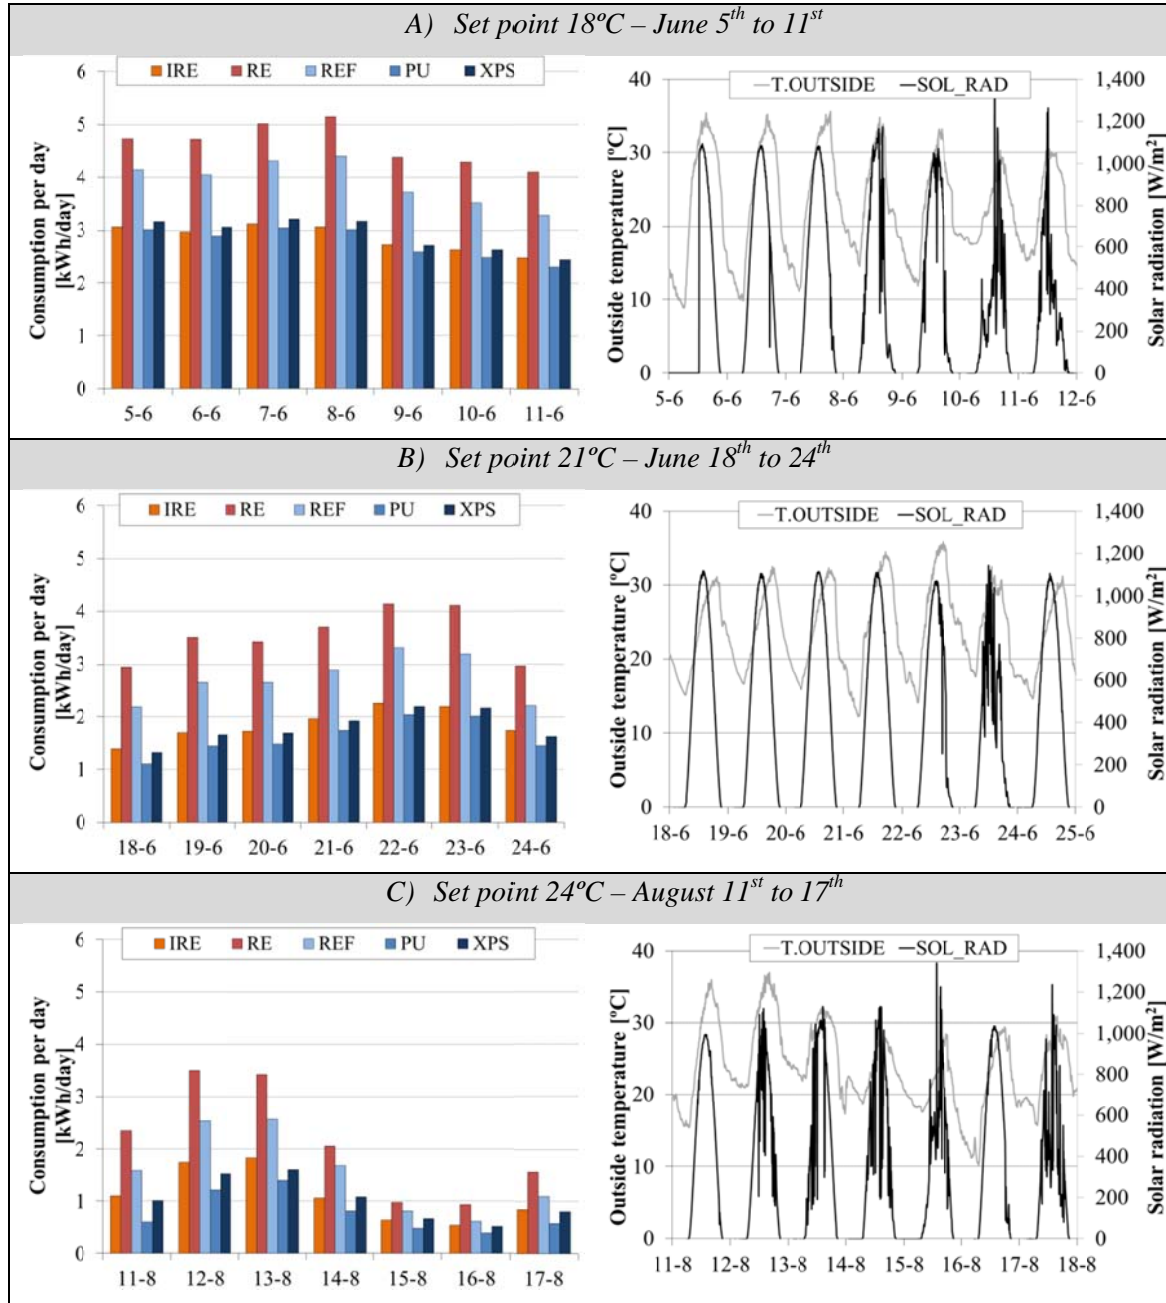 A) Set point 18ºC – June 5th to 11st
IRE RE REF PU XPS
Consumption per day
[kWh/day]
6
5
4
3
2
1
0
5-6 6-6 7-6 8-6 9-6 10-6 11-6
T.OUTSIDE SOL_RAD
Outside temperature [ºC]
40
30
20
10
0
1,400
1,200
1,000
800
600
400
200
0
Solar radiation [W/m²]
5-6 6-6 7-6 8-6 9-6 10-6 11-6 12-6
B) Set point 21ºC – June 18th to 24th
IRE RE REF PU XPS
Consumption per day
[kWh/day]
6
5
4
3
2
1
0
18-6 19-6 20-6 21-6 22-6 23-6 24-6
T.OUTSIDE SOL_RAD
Outside temperature [ºC]
40
30
20
10
0
1,400
1,200
1,000
800
600
400
200
0
Solar radiation [W/m²]
18-6 19-6 20-6 21-6 22-6 23-6 24-6 25-6
C) Set point 24ºC – August 11st to 17th
IRE RE REF PU XPS
Consumption per day
[kWh/day]
6
5
4
3
2
1
0
11-8 12-8 13-8 14-8 15-8 16-8 17-8
T.OUTSIDE SOL_RAD
Outside temperature [ºC]
40
30
20
10
0
1,400
1,200
1,000
800
600
400
200
0
Solar radiation [W/m²]
11-8 12-8 13-8 14-8 15-8 16-8 17-8 18-8